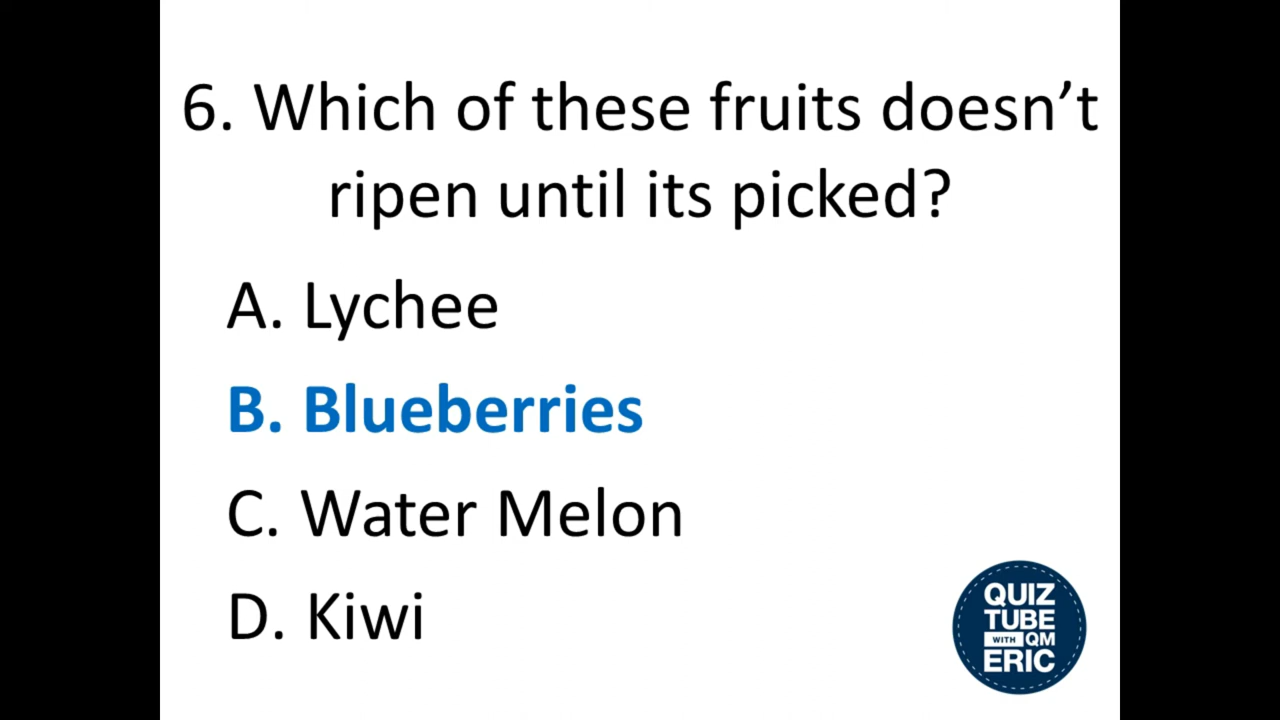 6. Which of these fruits doesn’t
ripen until its picked?
A. Lychee
B. Blueberries
C. Water Melon
D. Kiwi
QUIZ
TUBE
WITH QM
ERIC